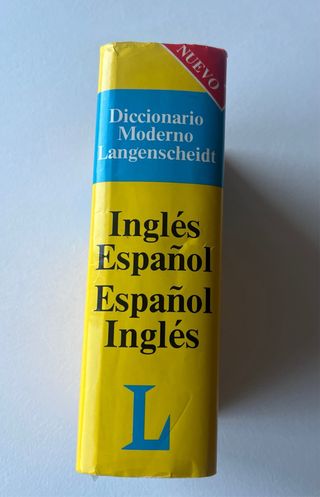 NUEVO
Diccionario
Moderno
Langenscheidt
Inglés
Español
Español
Inglés
L